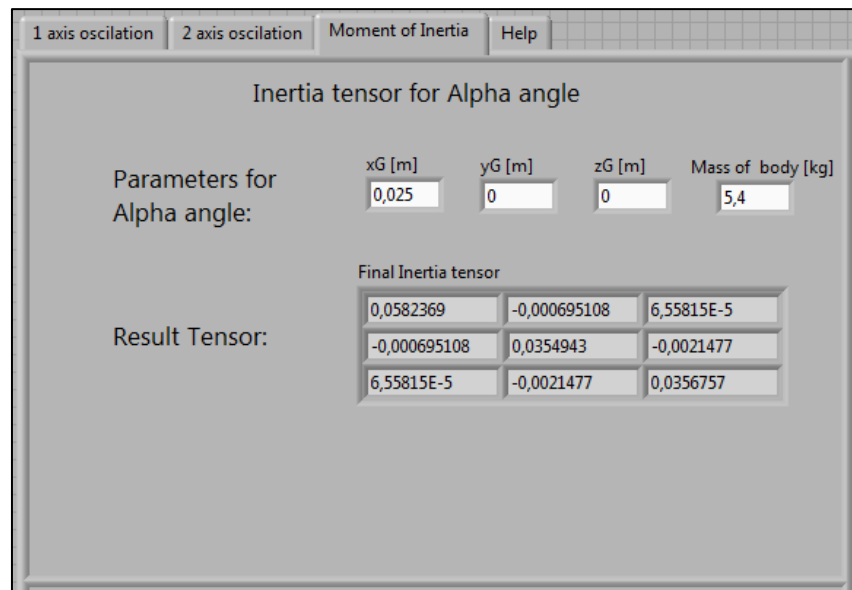 1 axis oscilation 2 axis oscilation Moment of Inertia Help
Inertia tensor for Alpha angle
Parameters for
Alpha angle:
xG [m] yG [m] zG [m] Mass of body [kg]
0,025 0 0 5,4
Final Inertia tensor
Result Tensor:
0,0582369 -0,000695108 6,55815E-5
-0,000695108 0,0354943 -0,0021477
6,55815E-5 -0,0021477 0,0356757